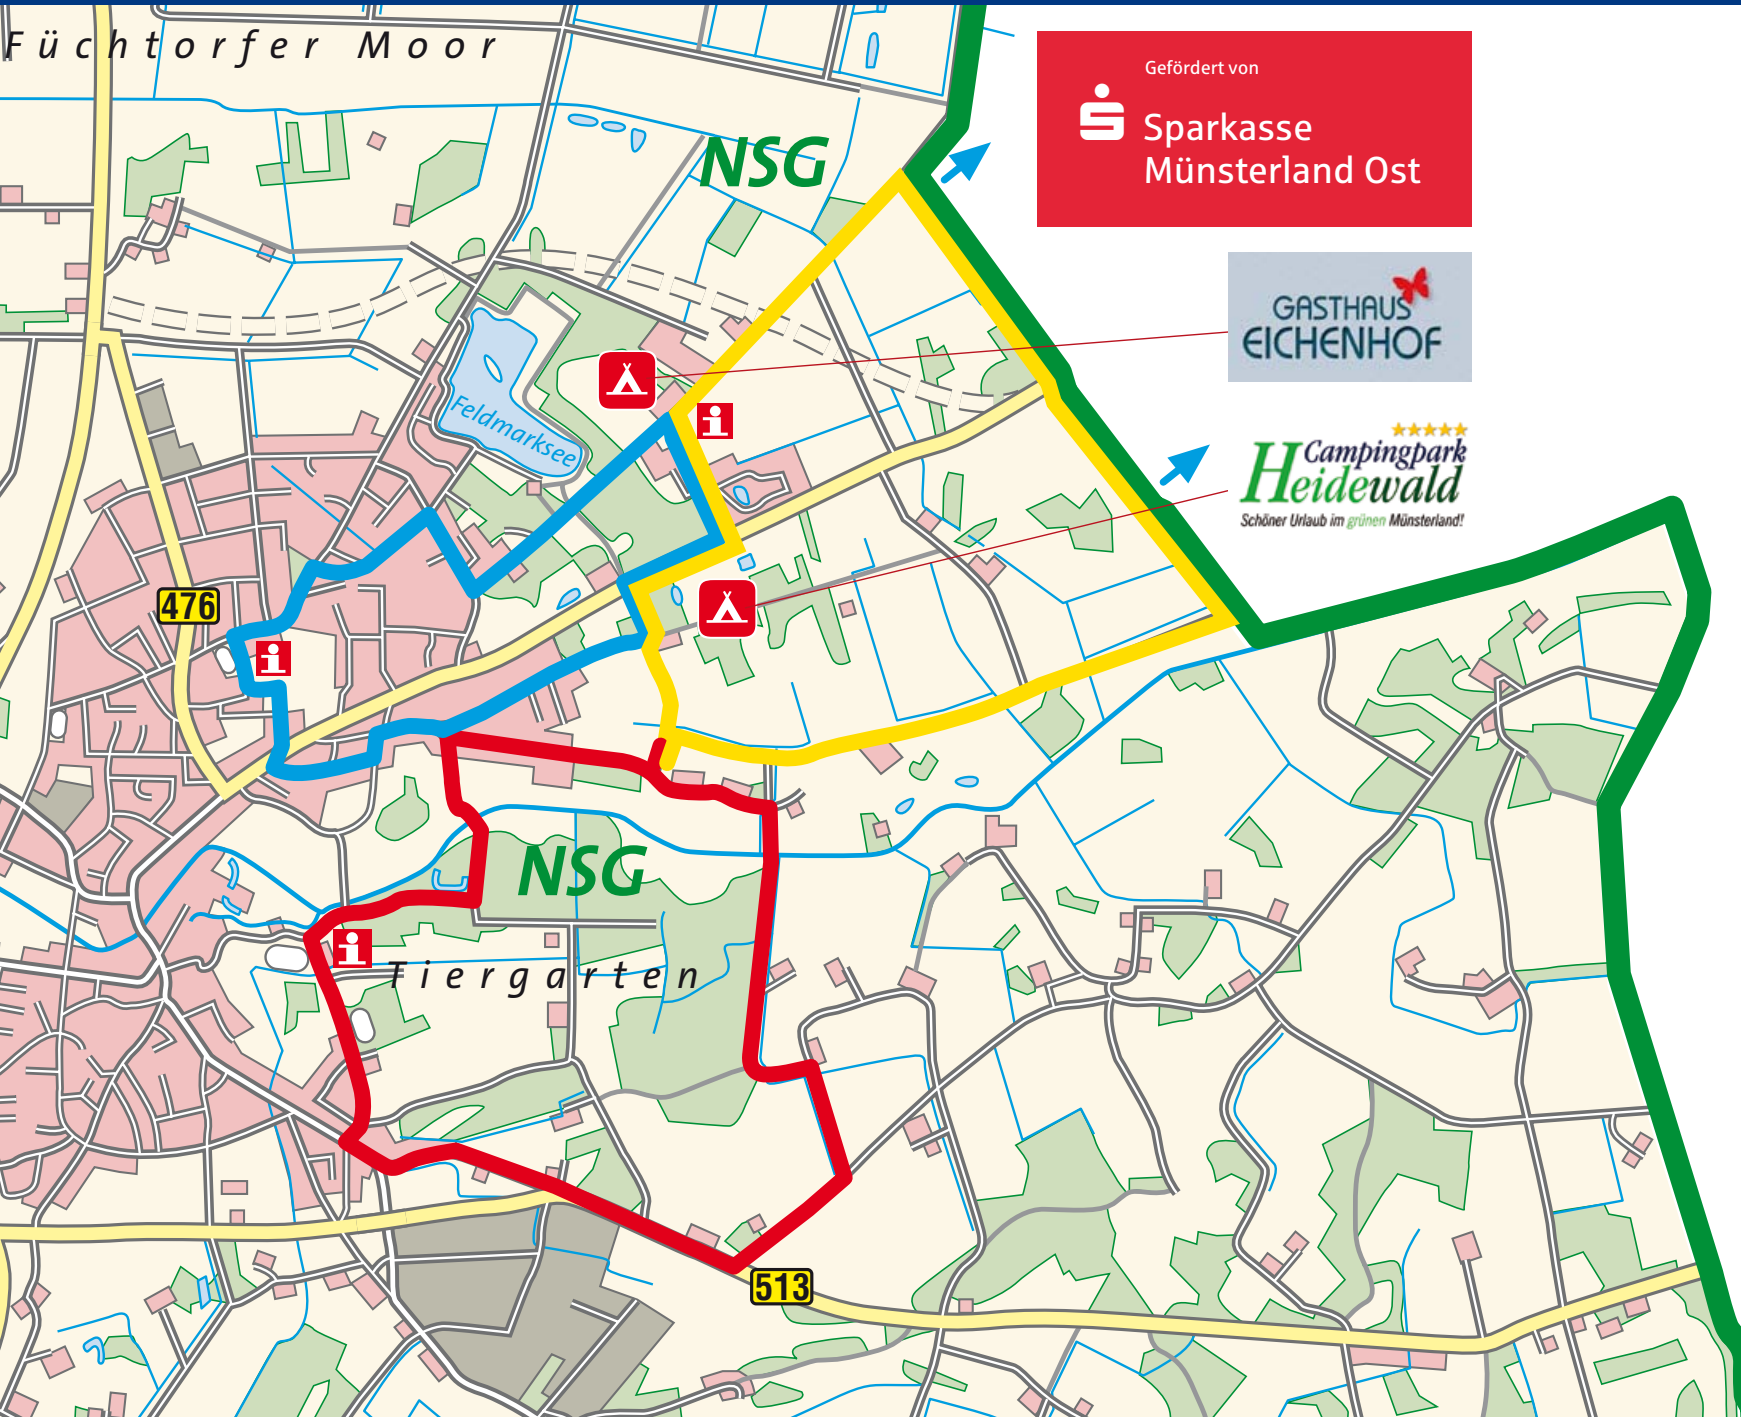 Füchtorfer Moor
NSG
Gefördert von
Sparkasse
Münsterland Ost
GASTHAUS
EICHENHOF
Feldmarksee
Campingpark
Heidewald
Schöner Urlaub im grünen Münsterland!
476
NSG
Tiergarten
513